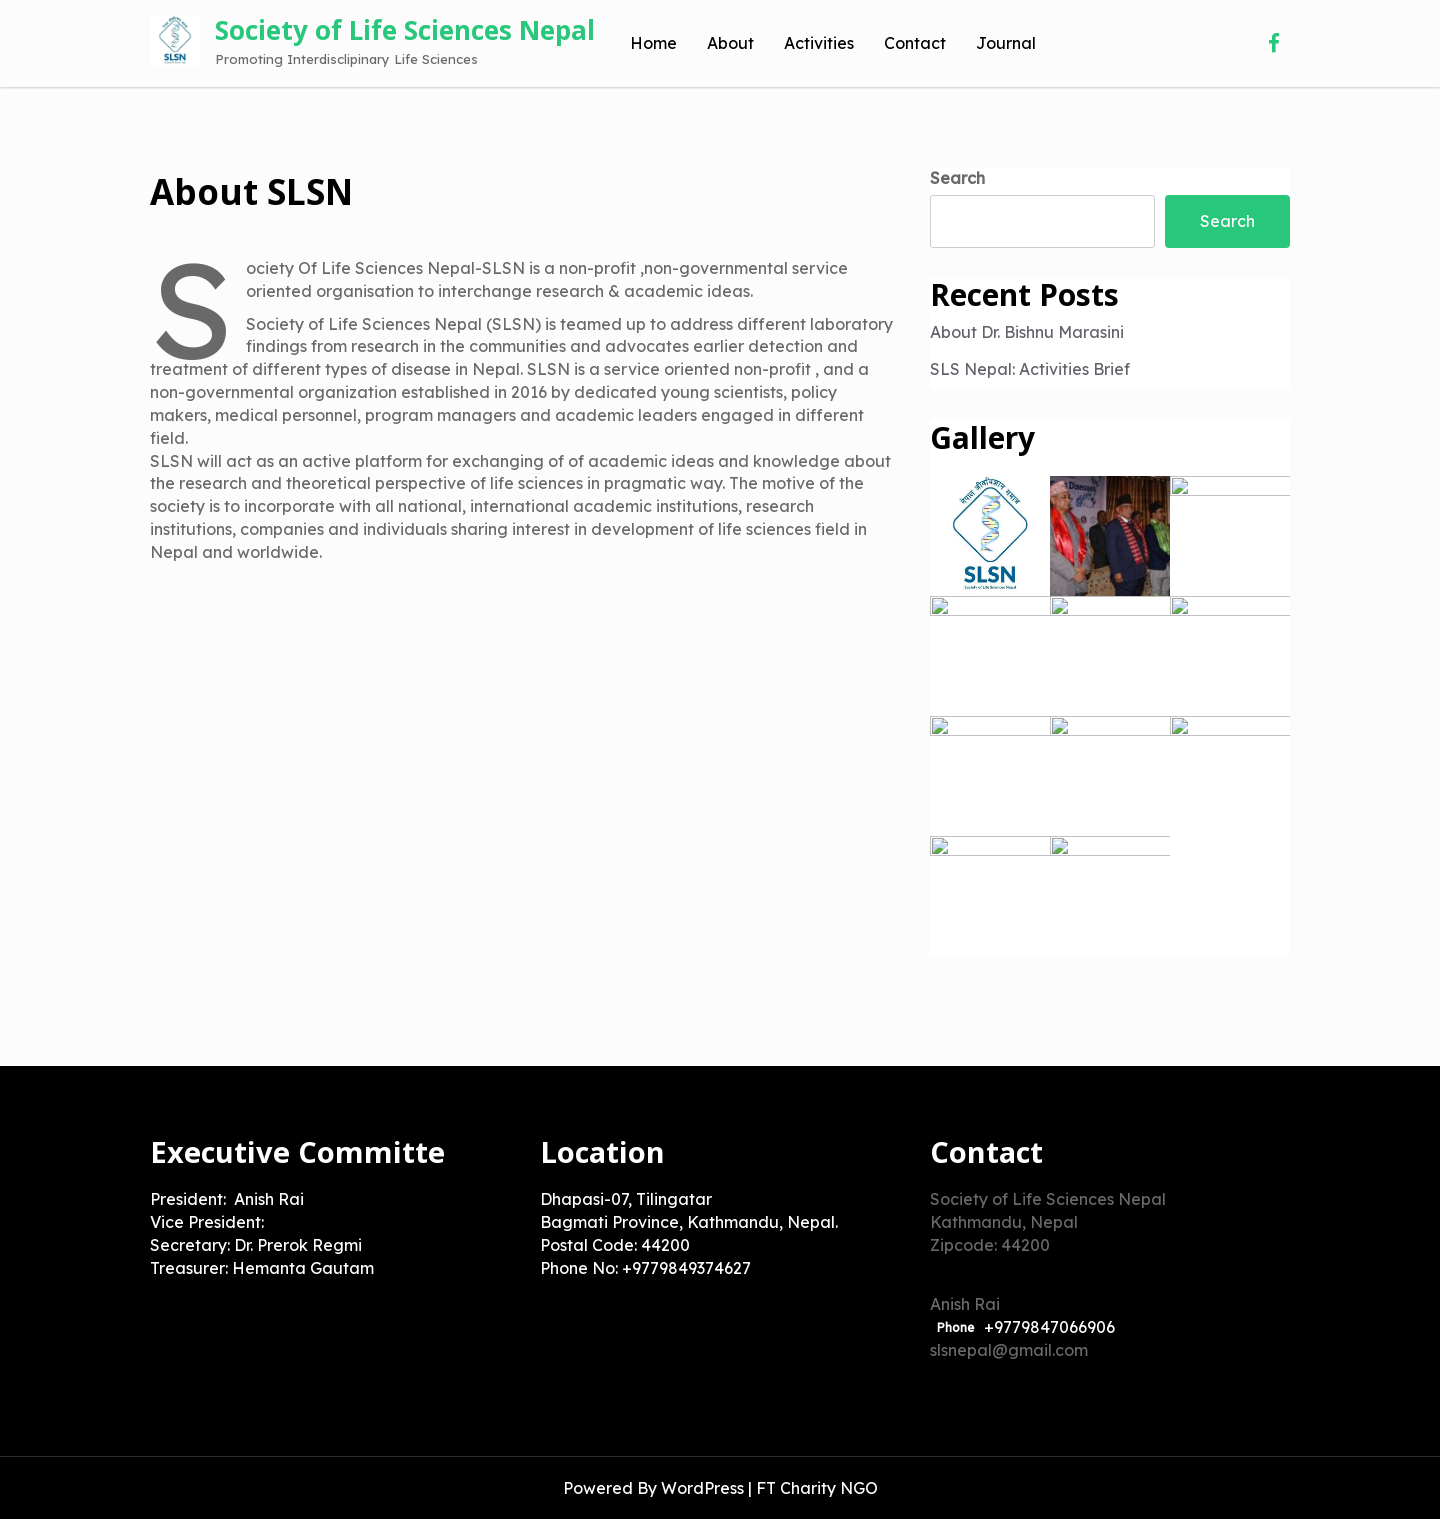 SLSN
Society of Life Sciences Nepal
Promoting Interdisclipinary Life Sciences
Home
About
Activities
Contact
Journal
About SLSN
Society Of Life Sciences Nepal-SLSN is a non-profit ,non-governmental service
oriented organisation to interchange research & academic ideas.
Society of Life Sciences Nepal (SLSN) is teamed up to address different laboratory
findings from research in the communities and advocates earlier detection and
treatment of different types of disease in Nepal. SLSN is a service oriented non-profit , and a
non-governmental organization established in 2016 by dedicated young scientists, policy
makers, medical personnel, program managers and academic leaders engaged in different
field.
SLSN will act as an active platform for exchanging of of academic ideas and knowledge about
the research and theoretical perspective of life sciences in pragmatic way. The motive of the
society is to incorporate with all national, international academic institutions, research
institutions, companies and individuals sharing interest in development of life sciences field in
Nepal and worldwide.
Search
Search
Recent Posts
About Dr. Bishnu Marasini
SLS Nepal: Activities Brief
Gallery
नेपाल जीवविज्ञान समाज
SLSN
Society of Life Sciences Nepal
Executive Committe
President:  Anish Rai
Vice President:
Secretary: Dr. Prerok Regmi
Treasurer: Hemanta Gautam
Location
Dhapasi-07, Tilingatar
Bagmati Province, Kathmandu, Nepal.
Postal Code: 44200
Phone No: +9779849374627
Contact
Society of Life Sciences Nepal
Kathmandu, Nepal
Zipcode: 44200
Anish Rai
Phone +9779847066906
slsnepal@gmail.com
Powered By WordPress | FT Charity NGO